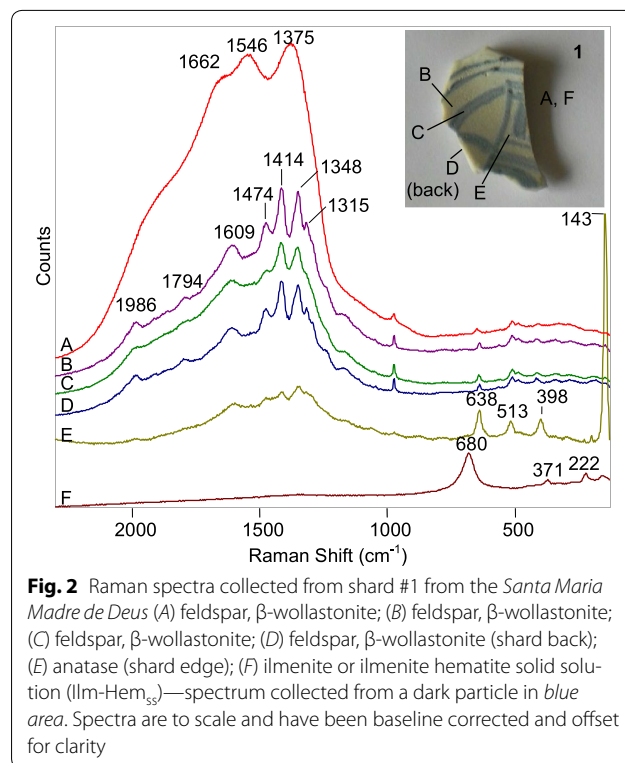 1662
1546
1375
1
B
C
A, F
D
(back)
E
1414
1348
1474
1315
143
1609
1794
1986
Counts
A
B
C
D
E
F
638
513
398
680
371
222
2000
1500
1000
500
Raman Shift (cm⁻¹)
Fig. 2 Raman spectra collected from shard #1 from the Santa Maria
Madre de Deus (A) feldspar, β-wollastonite; (B) feldspar, β-wollastonite;
(C) feldspar, β-wollastonite; (D) feldspar, β-wollastonite (shard back);
(E) anatase (shard edge); (F) ilmenite or ilmenite hematite solid solu-
tion (Ilm-Hemss)—spectrum collected from a dark particle in blue
area. Spectra are to scale and have been baseline corrected and offset
for clarity